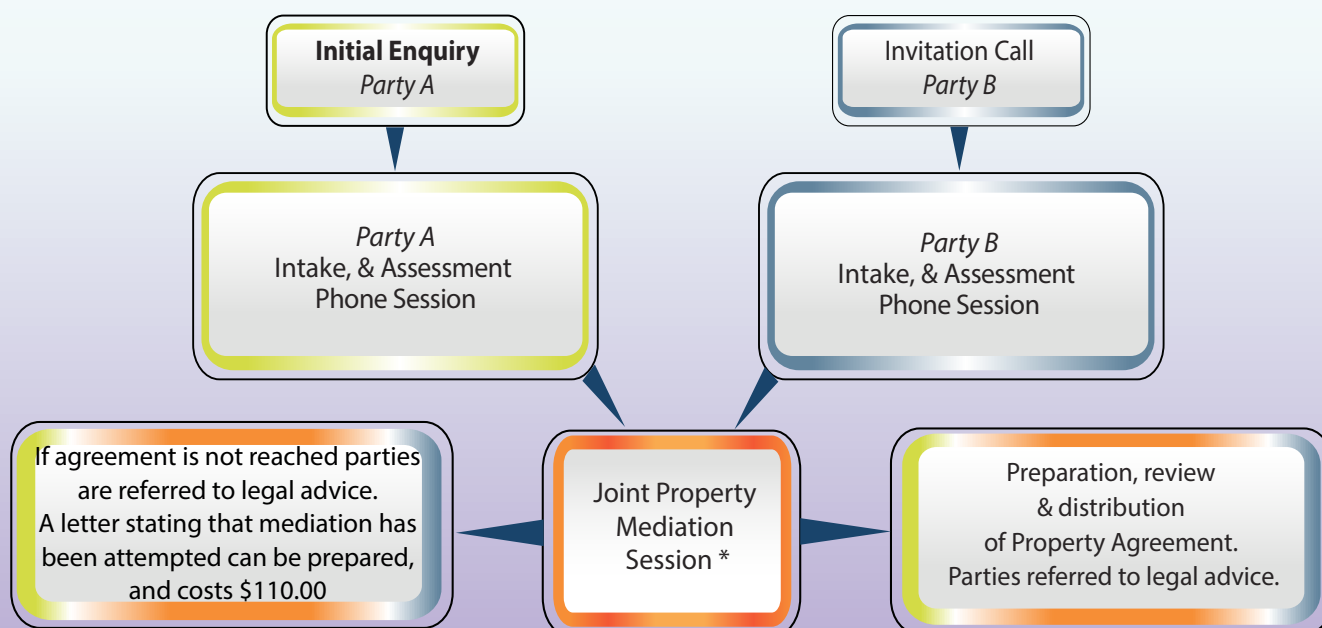 Initial Enquiry
Party A
Invitation Call
Party B
Party A
Intake, & Assessment
Phone Session
Party B
Intake, & Assessment
Phone Session
If agreement is not reached parties
are referred to legal advice.
A letter stating that mediation has
been attempted can be prepared,
and costs $110.00
Joint Property
Mediation
Session *
Preparation, review
& distribution
of Property Agreement.
Parties referred to legal advice.